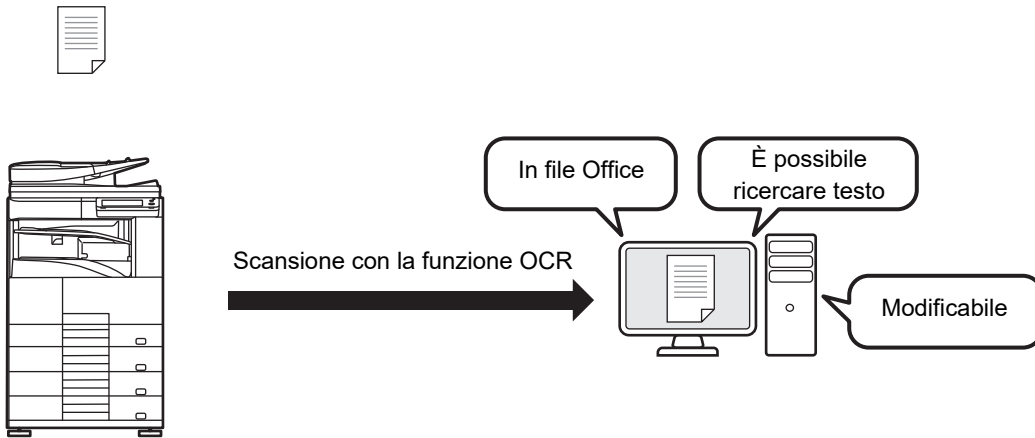 In file Office
È possibile
ricercare testo
Scansione con la funzione OCR
Modificabile